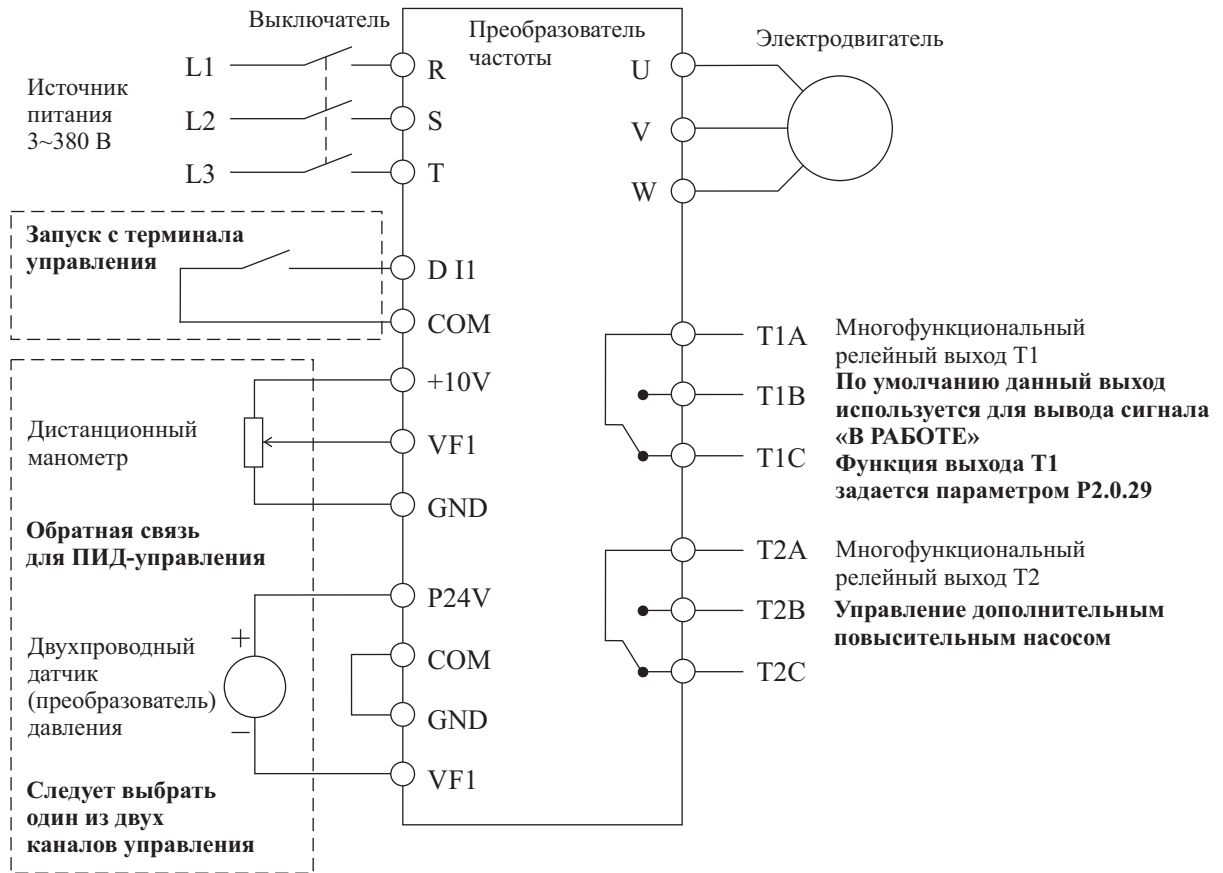 Выключатель
Преобразователь
частоты
Электродвигатель
Источник
питания
3~380 В
L1
R
U
L2
S
V
L3
T
W
Запуск с терминала
управления
D I1
COM
+10V
Дистанционный
манометр
VF1
GND
Обратная связь
для ПИД-управления
P24V
+
Двухпроводный
датчик
(преобразователь)
давления
−
COM
GND
VF1
Следует выбрать
один из двух
каналов управления
T1A
T1B
T1C
Многофункциональный
релейный выход T1
По умолчанию данный выход
используется для вывода сигнала
«В РАБОТЕ»
Функция выхода T1
задается параметром P2.0.29
T2A
T2B
T2C
Многофункциональный
релейный выход T2
Управление дополнительным
повысительным насосом